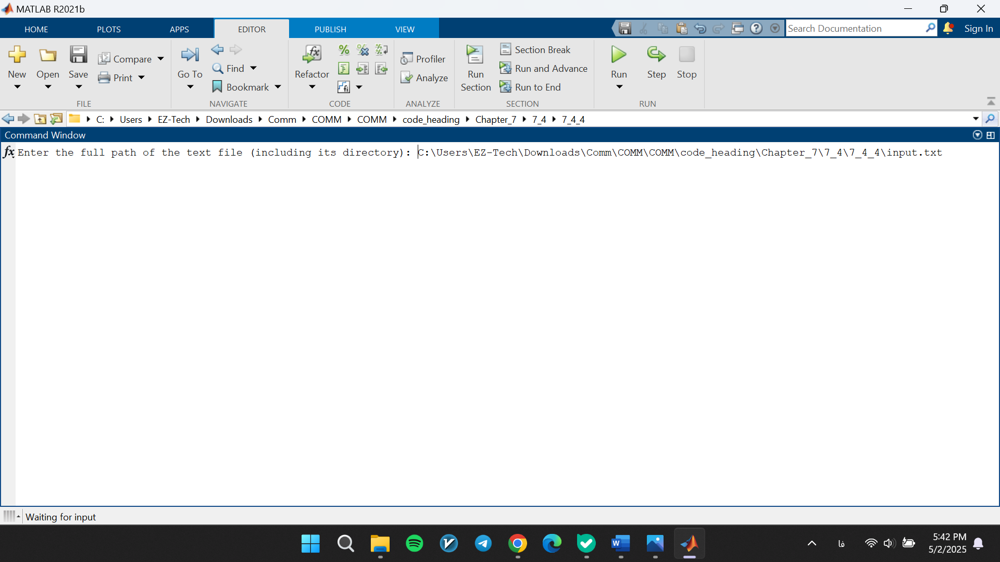 MATLAB R2021b
HOME PLOTS APPS EDITOR PUBLISH VIEW Search Documentation Sign In
New Open Save Compare Print Go To Find Bookmark Refactor Profiler Analyze Run Section Section Break Run and Advance Run to End Run Step Stop
FILE NAVIGATE CODE ANALYZE SECTION RUN
C: Users EZ-Tech Downloads Comm COMM COMM code_heading Chapter_7 7_4 7_4_4
Command Window
fx Enter the full path of the text file (including its directory): C:\Users\EZ-Tech\Downloads\Comm\COMM\COMM\code_heading\Chapter_7\7_4\7_4_4\input.txt
Waiting for input
فا 5:42 PM
5/2/2025